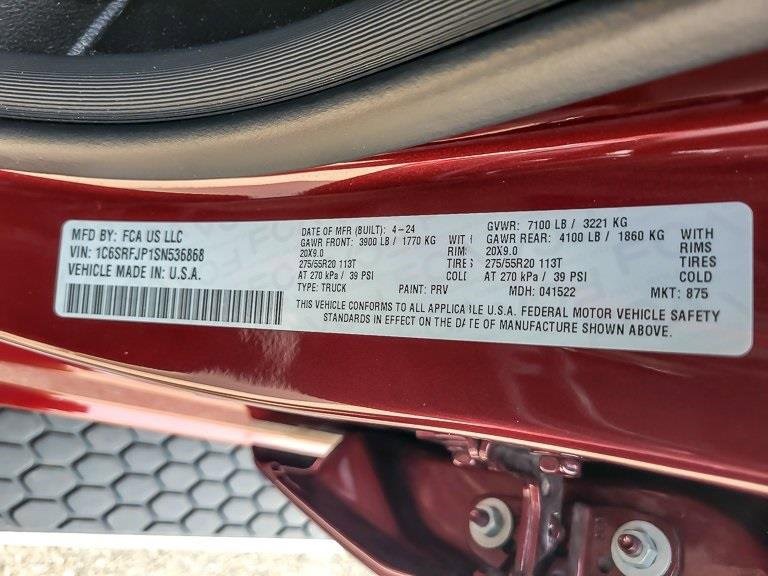 MFD BY: FCA US LLC
VIN: 1C6SRFJP1SN536868
VEHICLE MADE IN U.S.A.
DATE OF MFR (BUILT): 4-24
GAWR FRONT: 3900 LB / 1770 KG WITH
20X9.0 RIMS
275/55R20 113T TIRES
AT 270 kPa / 39 PSI COLD
TYPE: TRUCK PAINT: PRV
GVWR: 7100 LB / 3221 KG
GAWR REAR: 4100 LB / 1860 KG WITH
20X9.0 RIMS
275/55R20 113T TIRES
AT 270 kPa / 39 PSI COLD
MDH: 041522 MKT: 875
THIS VEHICLE CONFORMS TO ALL APPLICABLE U.S.A. FEDERAL MOTOR VEHICLE SAFETY
STANDARDS IN EFFECT ON THE DATE OF MANUFACTURE SHOWN ABOVE.